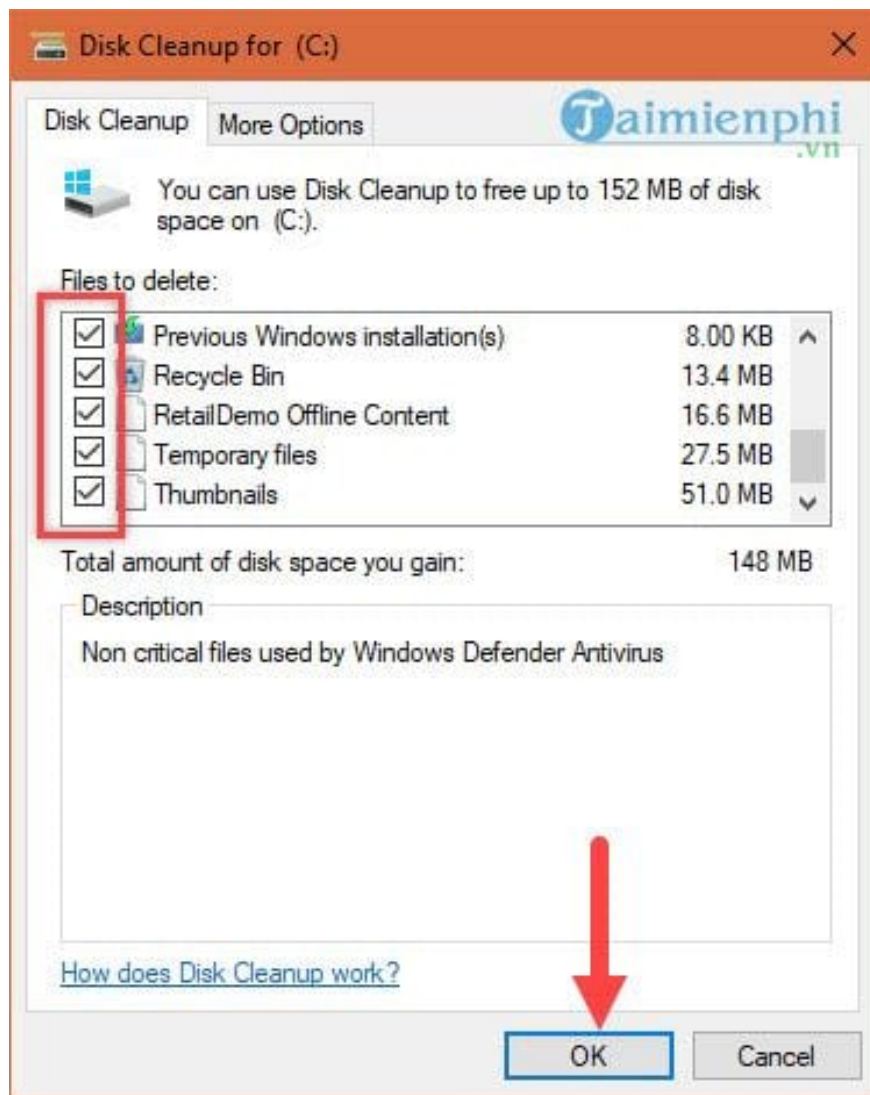 Disk Cleanup for (C:)
Disk Cleanup
More Options
Taimienphi
.vn
You can use Disk Cleanup to free up to 152 MB of disk
space on (C:).
Files to delete:
Previous Windows installation(s) 8.00 KB
Recycle Bin 13.4 MB
RetailDemo Offline Content 16.6 MB
Temporary files 27.5 MB
Thumbnails 51.0 MB
Total amount of disk space you gain: 148 MB
Description
Non critical files used by Windows Defender Antivirus
How does Disk Cleanup work?
OK Cancel